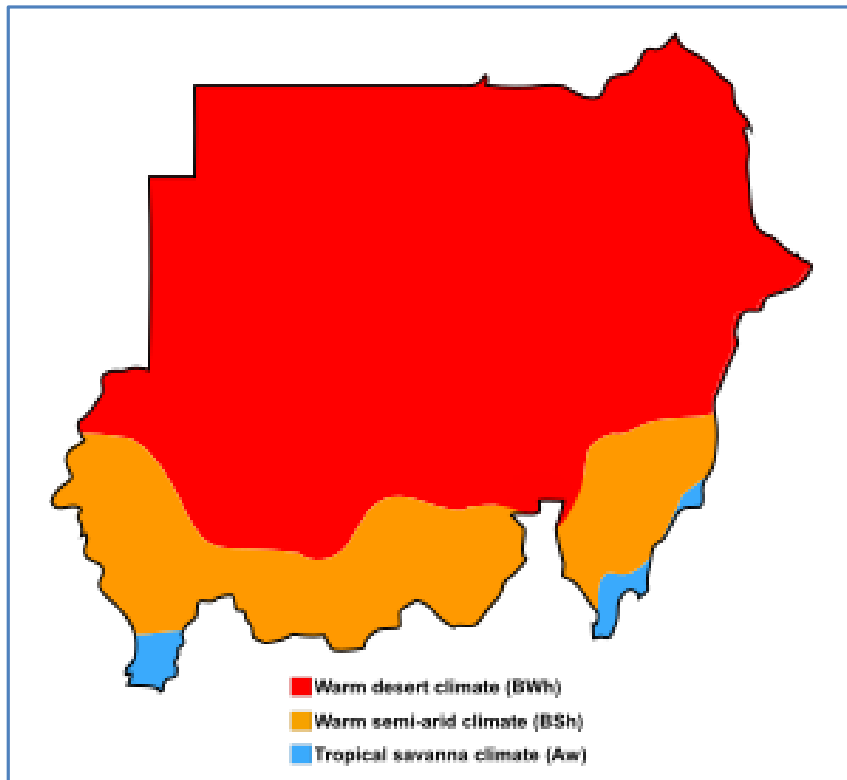 Warm desert climate (BWh)
Warm semi-arid climate (BSh)
Tropical savanna climate (Aw)